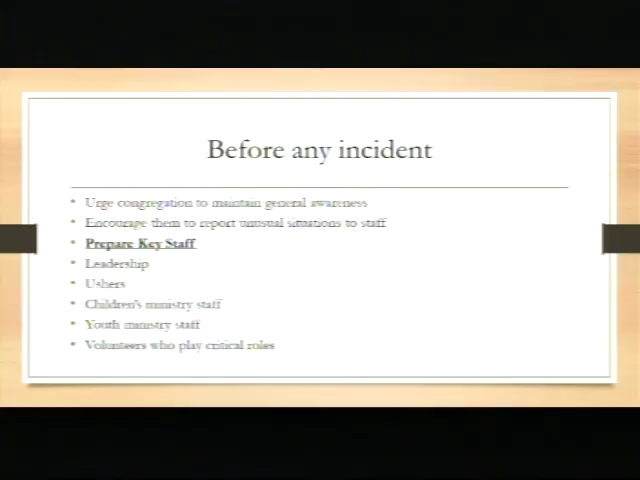 Before any incident
• Urge congregation to maintain general awareness
• Encourage them to report unusual situations to staff
• Prepare Key Staff
• Leadership
• Ushers
• Children's ministry staff
• Youth ministry staff
• Volunteers who play critical roles